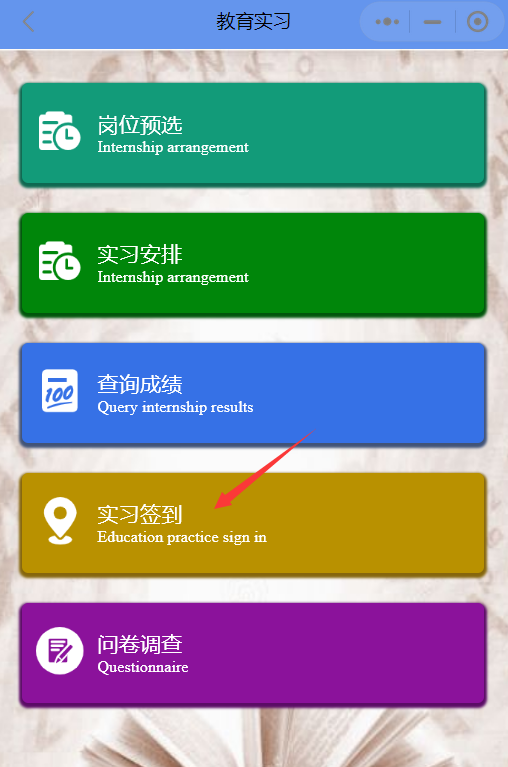 教育实习
岗位预选
Internship arrangement
实习安排
Internship arrangement
100
查询成绩
Query internship results
实习签到
Education practice sign in
问卷调查
Questionnaire